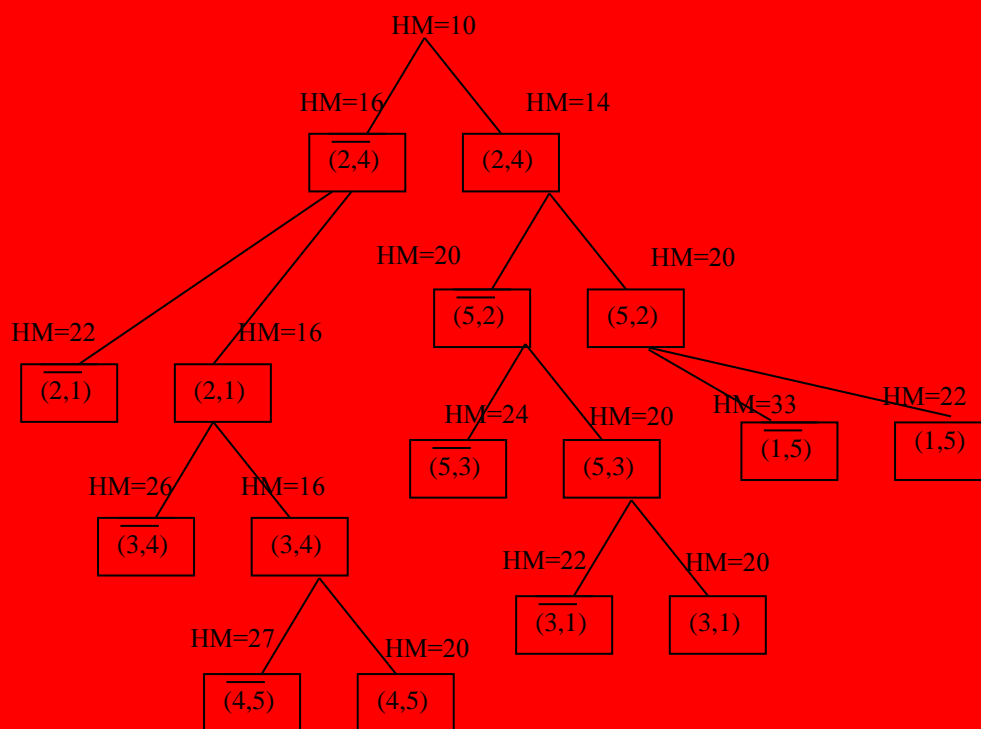 HM=10
HM=16 HM=14
(2,4) (2,4)
HM=20 HM=20
(5,2) (5,2)
HM=22 HM=16
(2,1) (2,1)
HM=24 HM=20 HM=33 HM=22
(5,3) (5,3) (1,5) (1,5)
HM=26 HM=16
(3,4) (3,4)
HM=22 HM=20
(3,1) (3,1)
HM=27 HM=20
(4,5) (4,5)